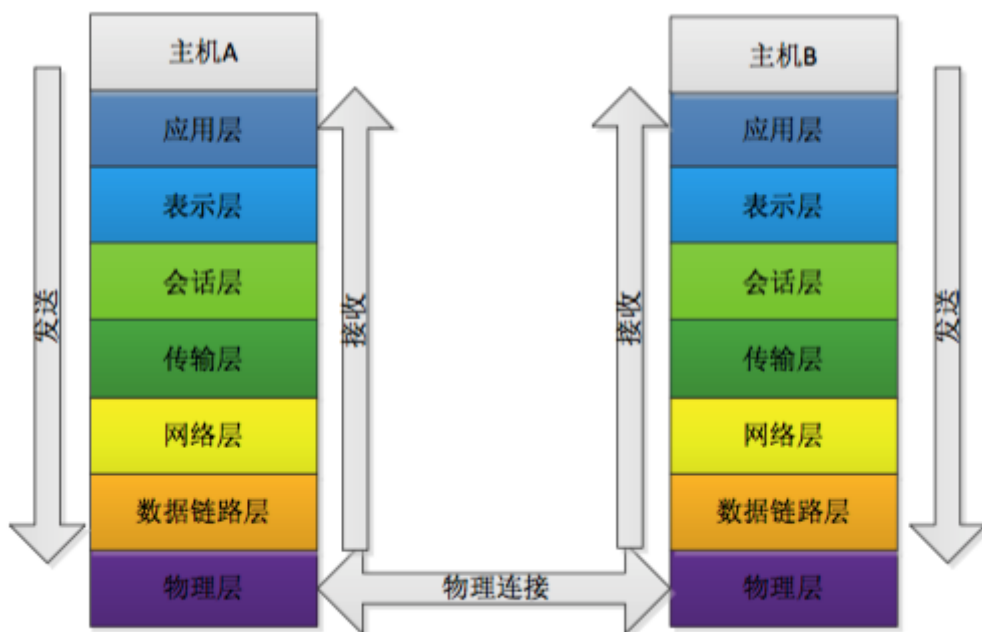 主机A
应用层
表示层
会话层
传输层
网络层
数据链路层
物理层
发送
接收
物理连接
接收
主机B
应用层
表示层
会话层
传输层
网络层
数据链路层
物理层
发送